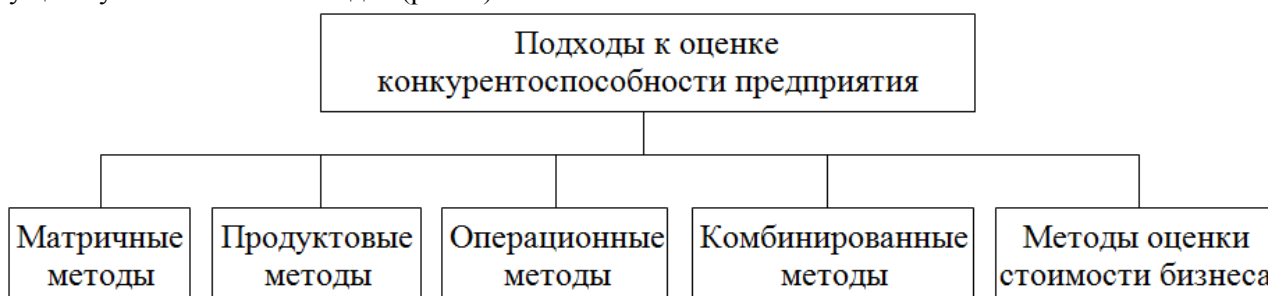 Подходы к оценке
конкурентоспособности предприятия
Матричные
методы
Продуктовые
методы
Операционные
методы
Комбинированные
методы
Методы оценки
стоимости бизнеса